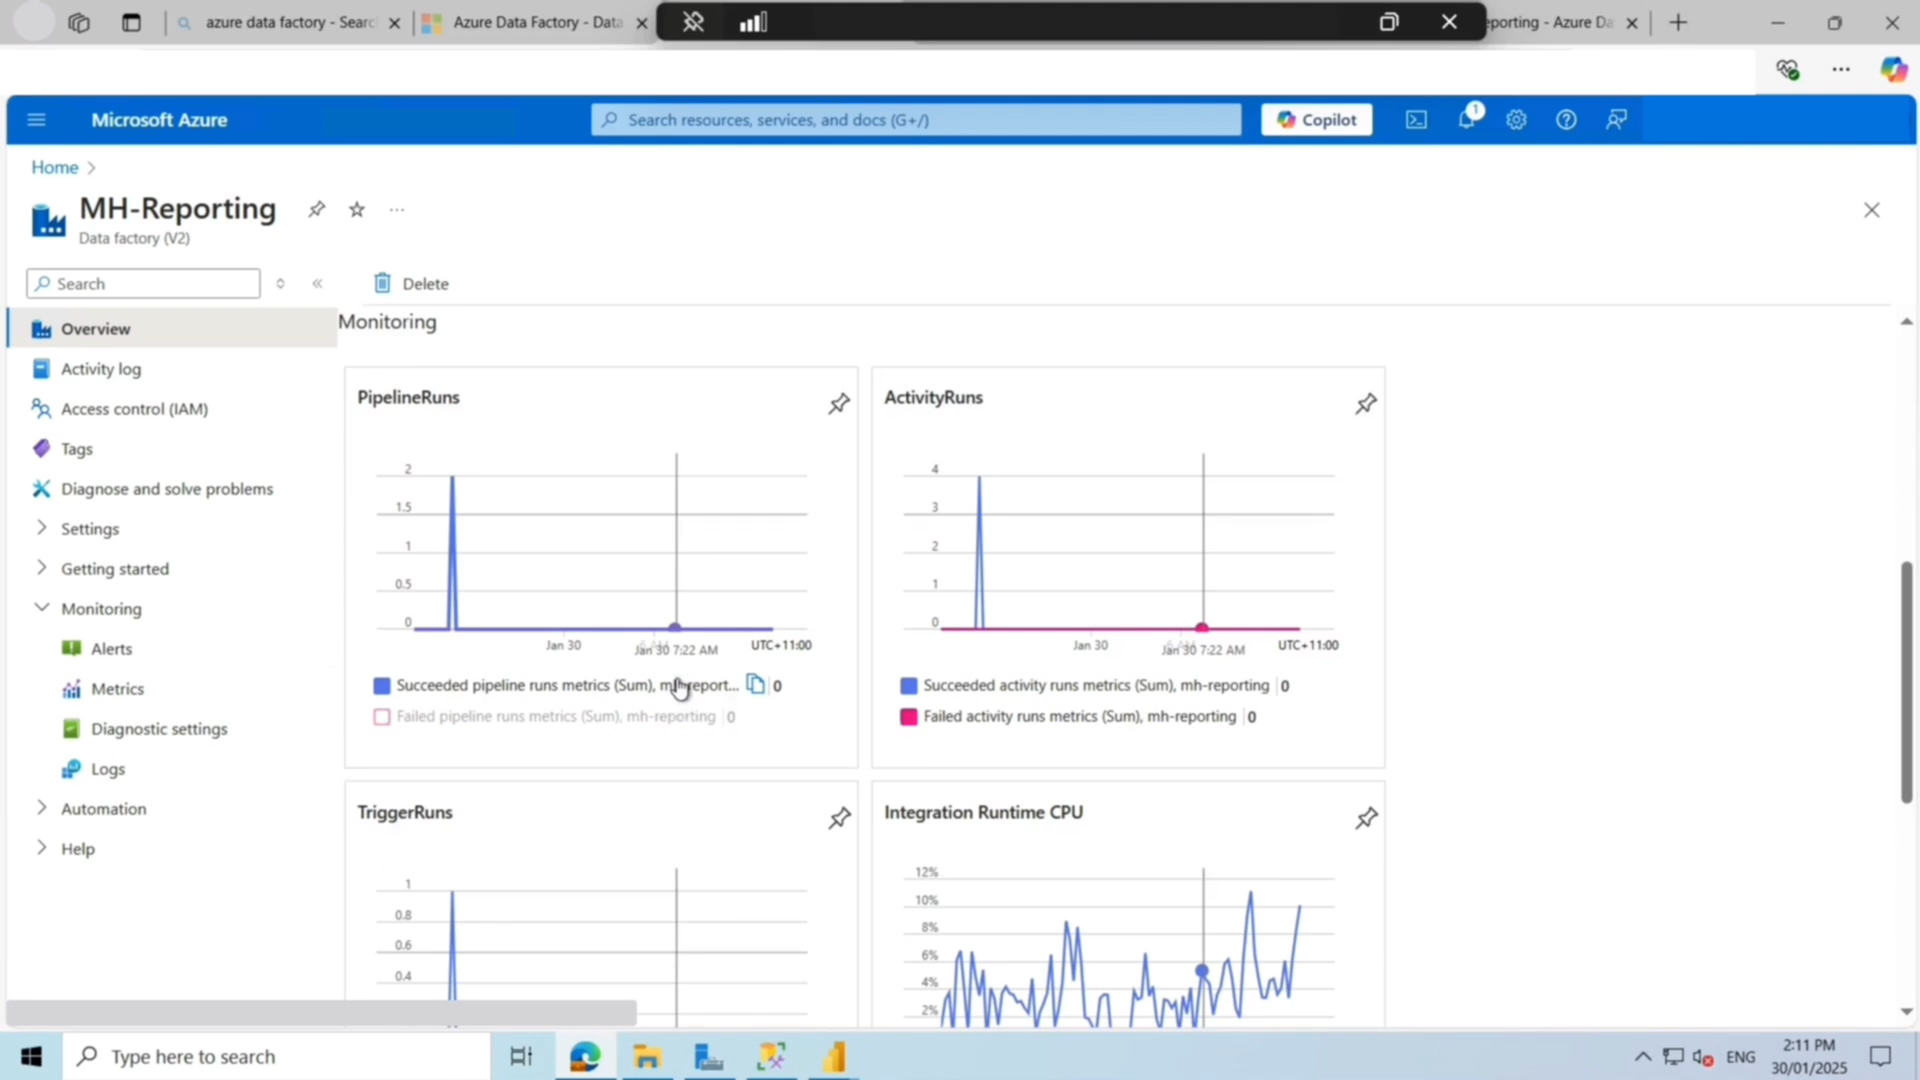 azure data factory - Searc
Azure Data Factory - Data
eporting - Azure Da
Microsoft Azure
Search resources, services, and docs (G+/)
Copilot
1
Home
MH-Reporting
Data factory (V2)
Search
Delete
Overview
Activity log
Access control (IAM)
Tags
Diagnose and solve problems
Settings
Getting started
Monitoring
Alerts
Metrics
Diagnostic settings
Logs
Automation
Help
Monitoring
PipelineRuns
2
1.5
1
0.5
0
Jan 30
Jan 30 7:22 AM
UTC+11:00
Succeeded pipeline runs metrics (Sum), mh-report... 0
Failed pipeline runs metrics (Sum), mh-reporting 0
ActivityRuns
4
3
2
1
0
Jan 30
Jan 30 7:22 AM
UTC+11:00
Succeeded activity runs metrics (Sum), mh-reporting 0
Failed activity runs metrics (Sum), mh-reporting 0
TriggerRuns
1
0.8
0.6
0.4
Integration Runtime CPU
12%
10%
8%
6%
4%
2%
Type here to search
ENG
2:11 PM
30/01/2025